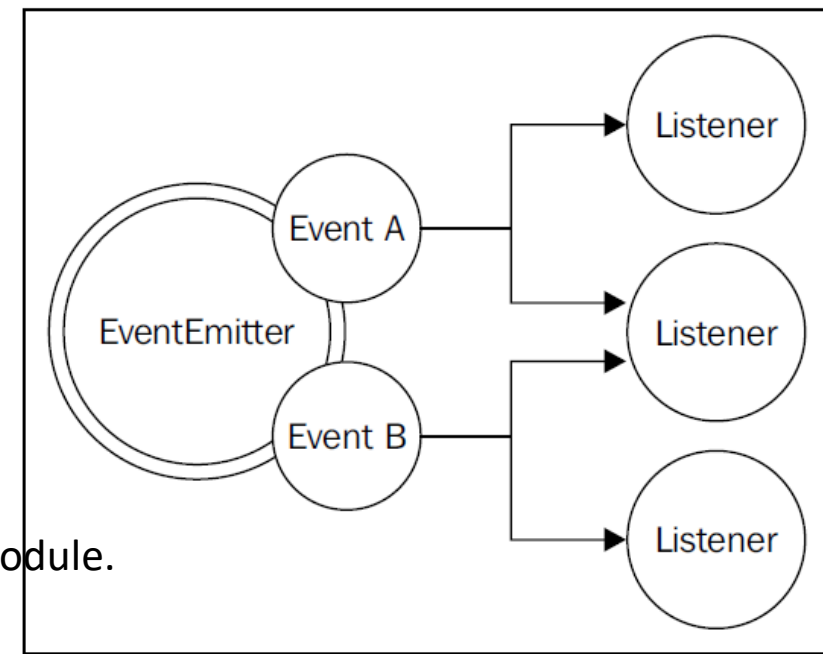 Listener
Event A
EventEmitter
Listener
Event B
Listener
odule.